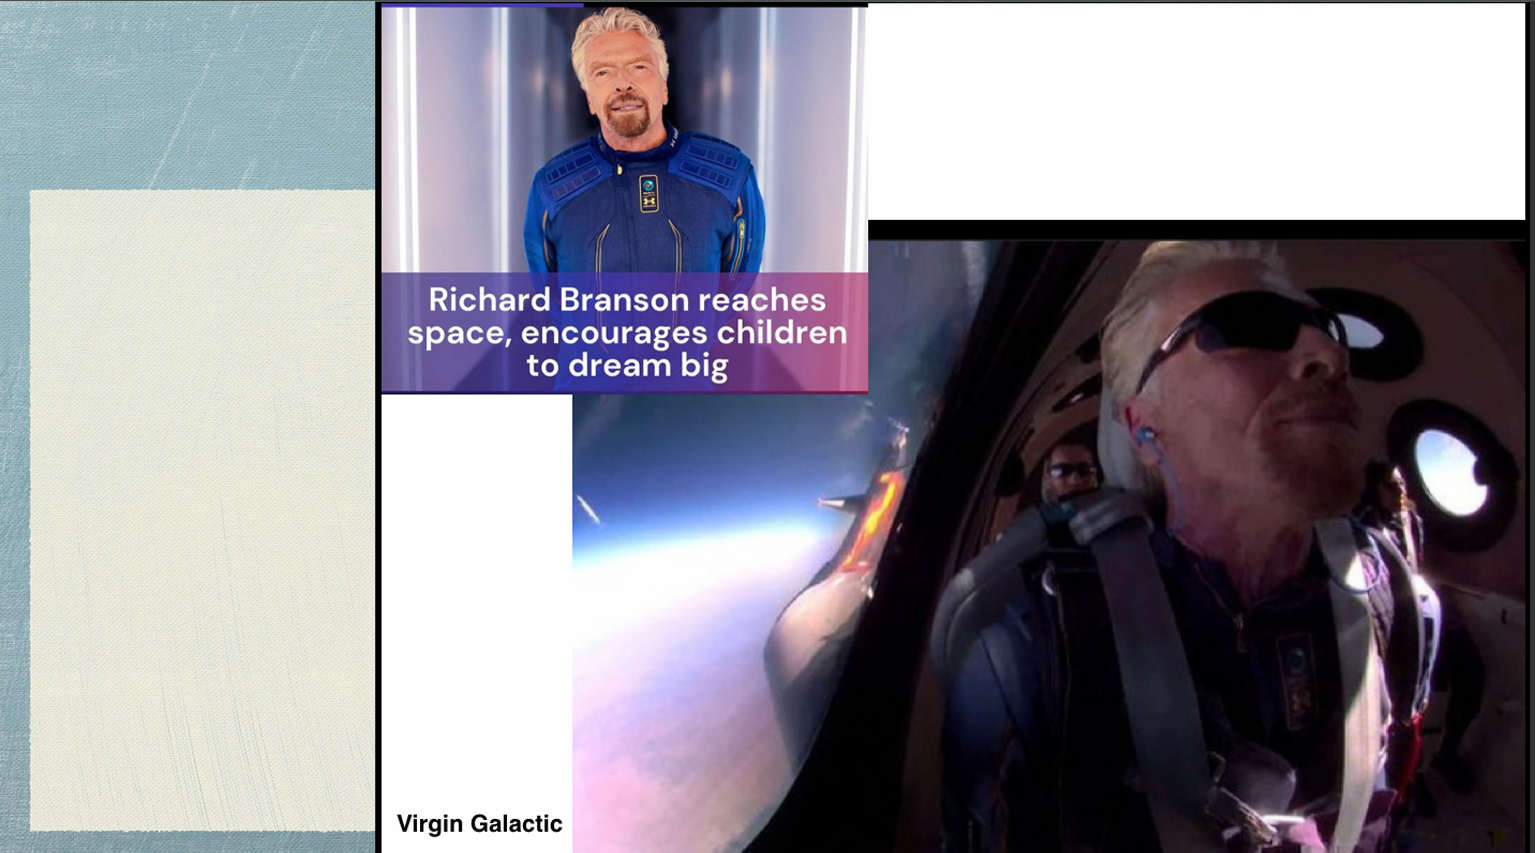 Richard Branson reaches
space, encourages children
to dream big
Virgin Galactic